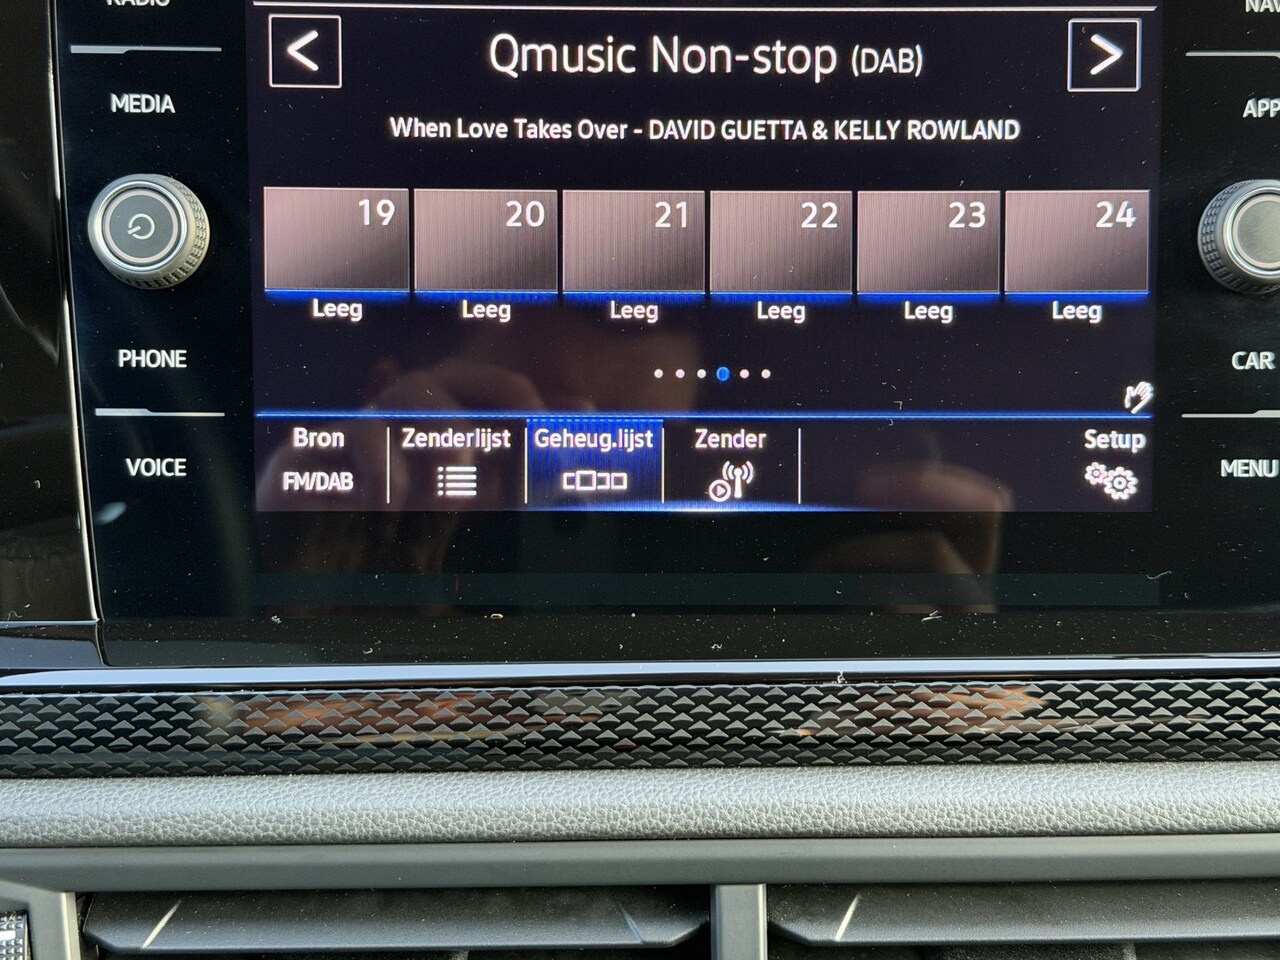 RADIO
Qmusic Non-stop (DAB)
When Love Takes Over - DAVID GUETTA & KELLY ROWLAND
MEDIA
APP
19 20 21 22 23 24
Leeg Leeg Leeg Leeg Leeg Leeg
PHONE
CAR
Bron Zenderlijst Geheug.lijst Zender Setup
FM/DAB
VOICE
MENU
NAV